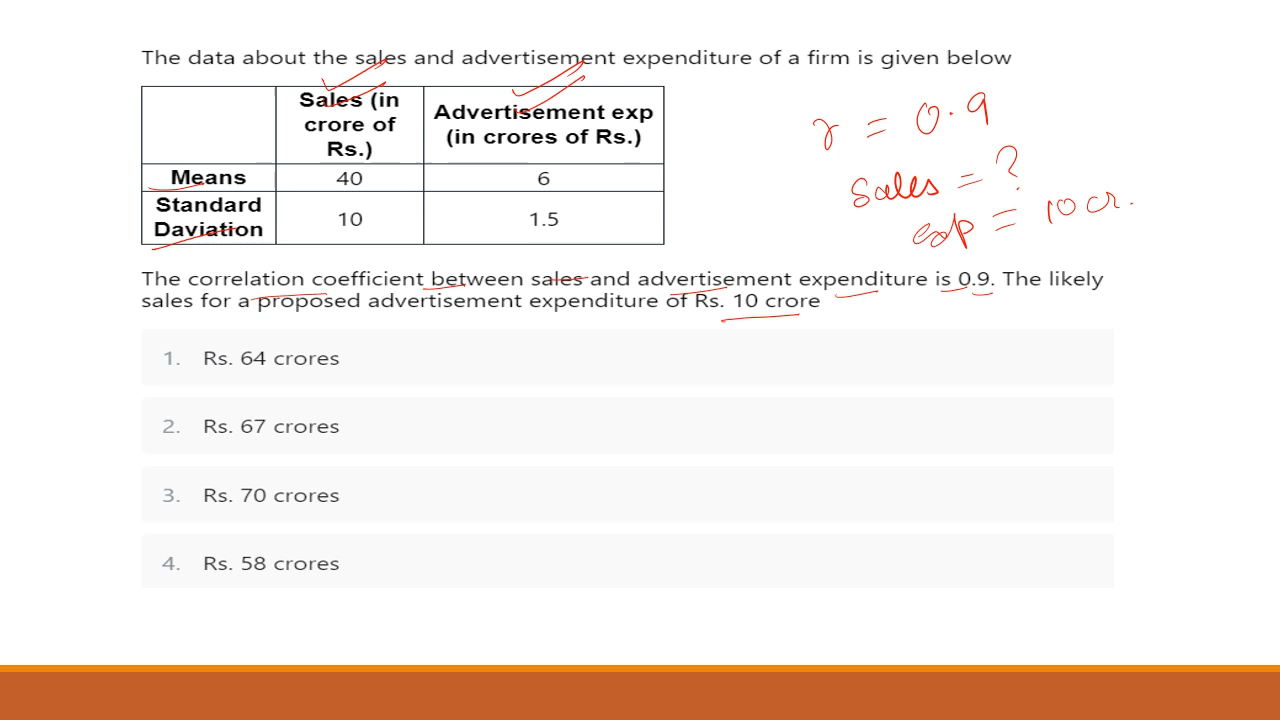 The data about the sales and advertisement expenditure of a firm is given below
Sales (in crore of Rs.)
Advertisement exp (in crores of Rs.)
Means 40 6
Standard Daviation 10 1.5
r = 0.9
Sales = ?
exp = 10 cr.
The correlation coefficient between sales and advertisement expenditure is 0.9. The likely
sales for a proposed advertisement expenditure of Rs. 10 crore
1. Rs. 64 crores
2. Rs. 67 crores
3. Rs. 70 crores
4. Rs. 58 crores